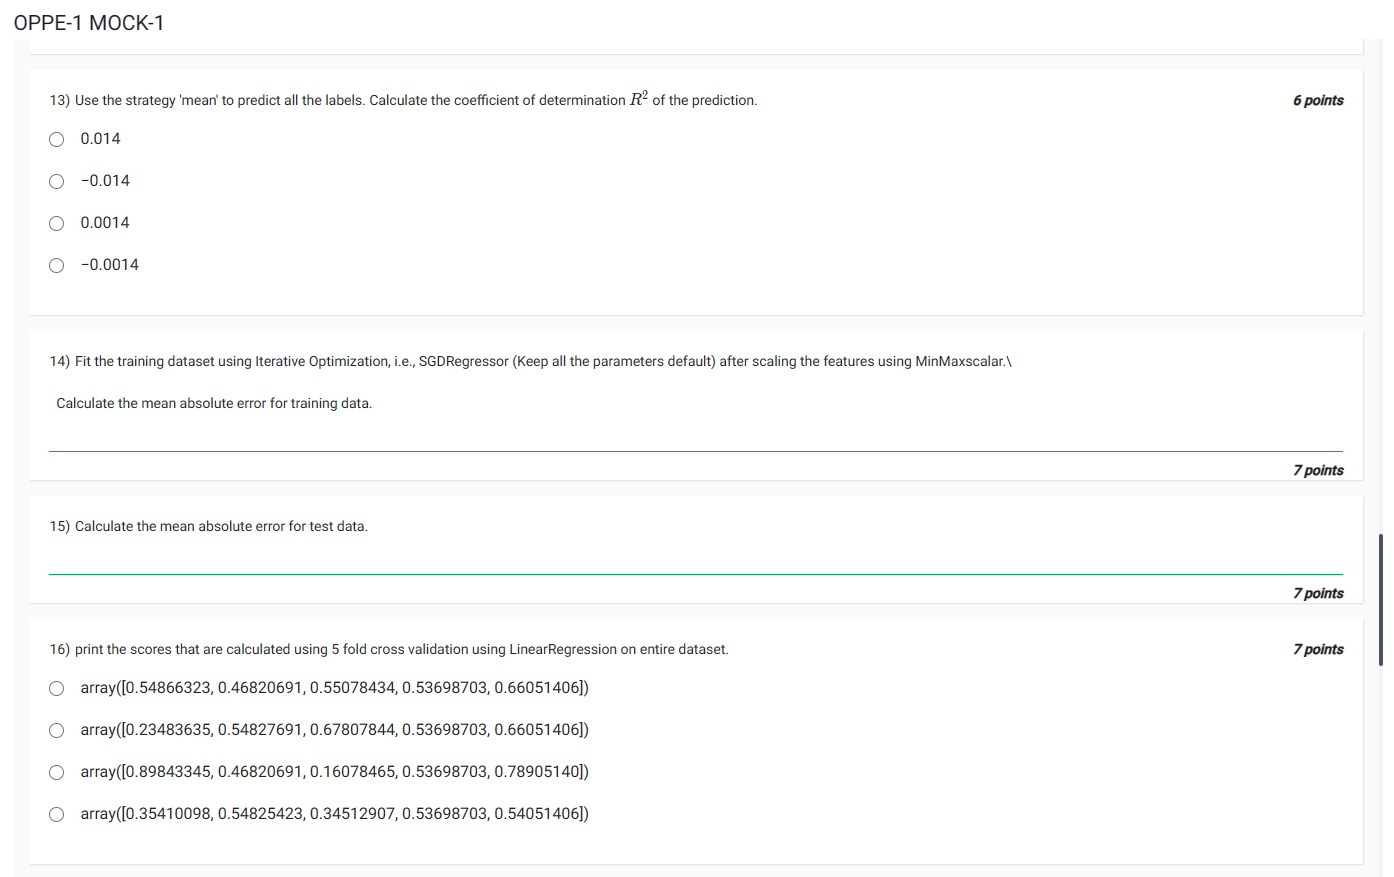 OPPE-1 MOCK-1
13) Use the strategy 'mean' to predict all the labels. Calculate the coefficient of determination R² of the prediction.
6 points
0.014
−0.014
0.0014
−0.0014
14) Fit the training dataset using Iterative Optimization, i.e., SGDRegressor (Keep all the parameters default) after scaling the features using MinMaxscalar.\
Calculate the mean absolute error for training data.
7 points
15) Calculate the mean absolute error for test data.
7 points
16) print the scores that are calculated using 5 fold cross validation using LinearRegression on entire dataset.
7 points
array([0.54866323, 0.46820691, 0.55078434, 0.53698703, 0.66051406])
array([0.23483635, 0.54827691, 0.67807844, 0.53698703, 0.66051406])
array([0.89843345, 0.46820691, 0.16078465, 0.53698703, 0.78905140])
array([0.35410098, 0.54825423, 0.34512907, 0.53698703, 0.54051406])